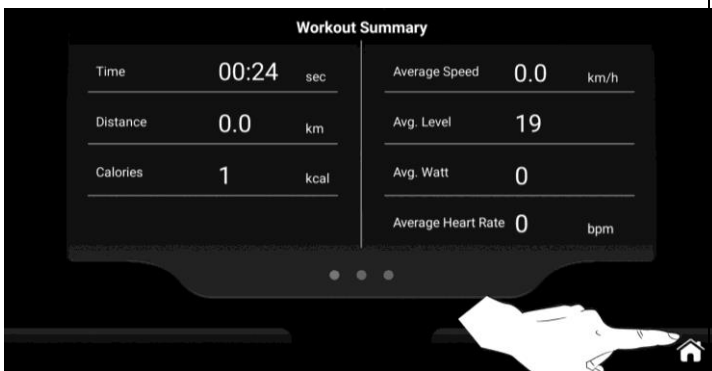 Workout Summary
Time 00:24 sec
Distance 0.0 km
Calories 1 kcal
Average Speed 0.0 km/h
Avg. Level 19
Avg. Watt 0
Average Heart Rate 0 bpm